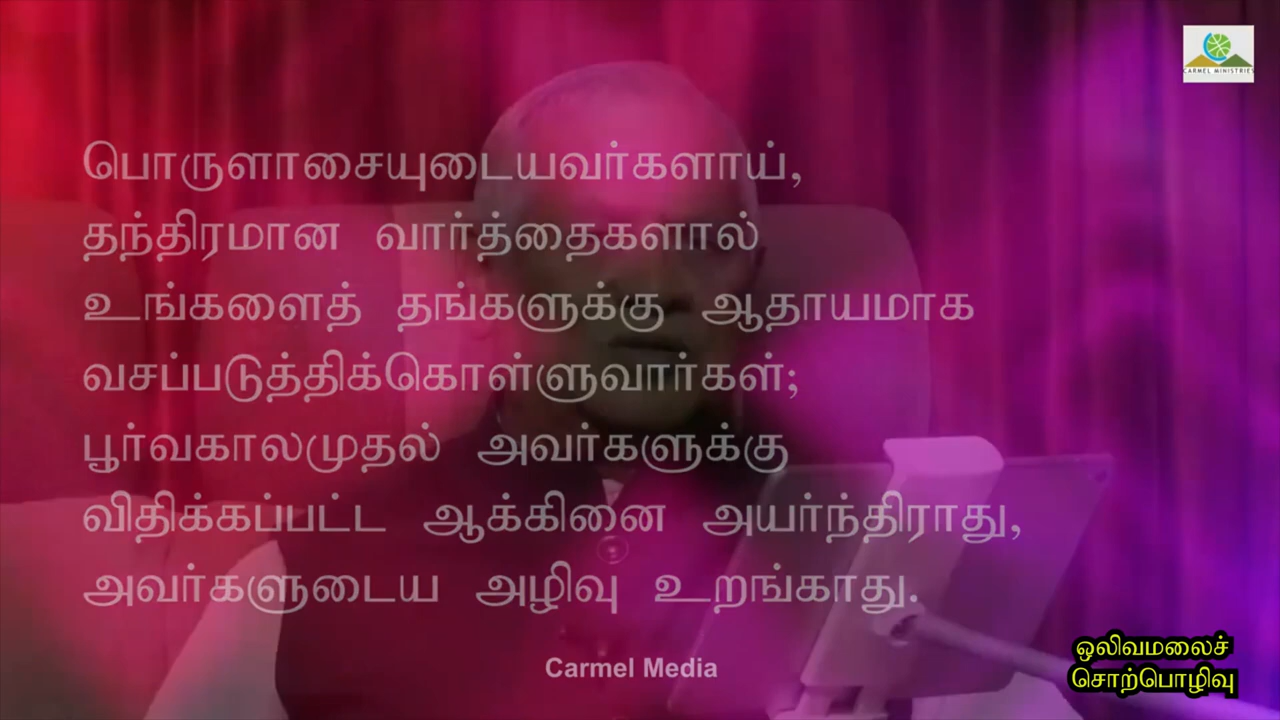 CARMEL MINISTRIES
பொருளாசையுடையவர்களாய்,
தந்திரமான வார்த்தைகளால்
உங்களைத் தங்களுக்கு ஆதாயமாக
வசப்படுத்திக்கொள்ளுவார்கள்;
பூர்வகாலமுதல் அவர்களுக்கு
விதிக்கப்பட்ட ஆக்கினை அயர்ந்திராது,
அவர்களுடைய அழிவு உறங்காது.
Carmel Media
ஒலிவமலைச்
சொற்பொழிவு